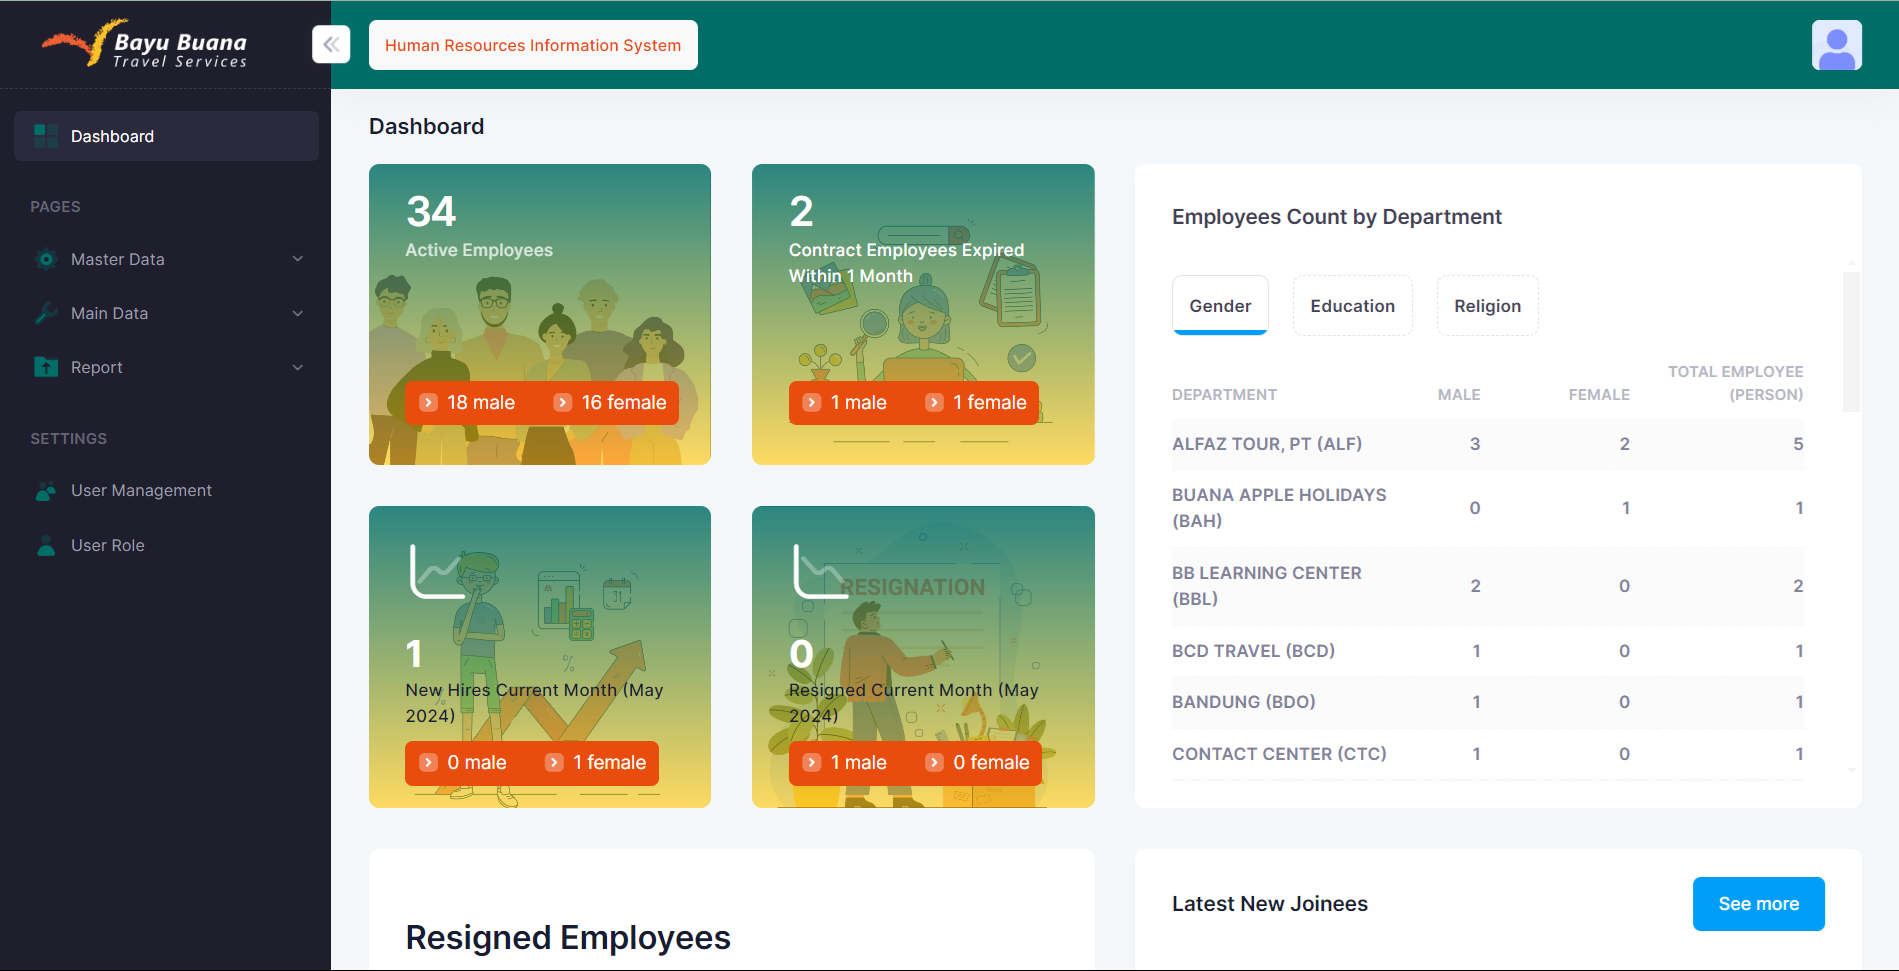 Bayu Buana
Travel Services
Human Resources Information System
Dashboard
PAGES
Master Data
Main Data
Report
SETTINGS
User Management
User Role
Dashboard
34
Active Employees
18 male
16 female
2
Contract Employees Expired
Within 1 Month
1 male
1 female
1
New Hires Current Month (May
2024)
31
%
%
0 male
1 female
RESIGNATION
0
Resigned Current Month (May
2024)
1 male
0 female
Employees Count by Department
Gender
Education
Religion
DEPARTMENT MALE FEMALE TOTAL EMPLOYEE
(PERSON)
ALFAZ TOUR, PT (ALF) 3 2 5
BUANA APPLE HOLIDAYS
(BAH) 0 1 1
BB LEARNING CENTER
(BBL) 2 0 2
BCD TRAVEL (BCD) 1 0 1
BANDUNG (BDO) 1 0 1
CONTACT CENTER (CTC) 1 0 1
Resigned Employees
Latest New Joinees
See more